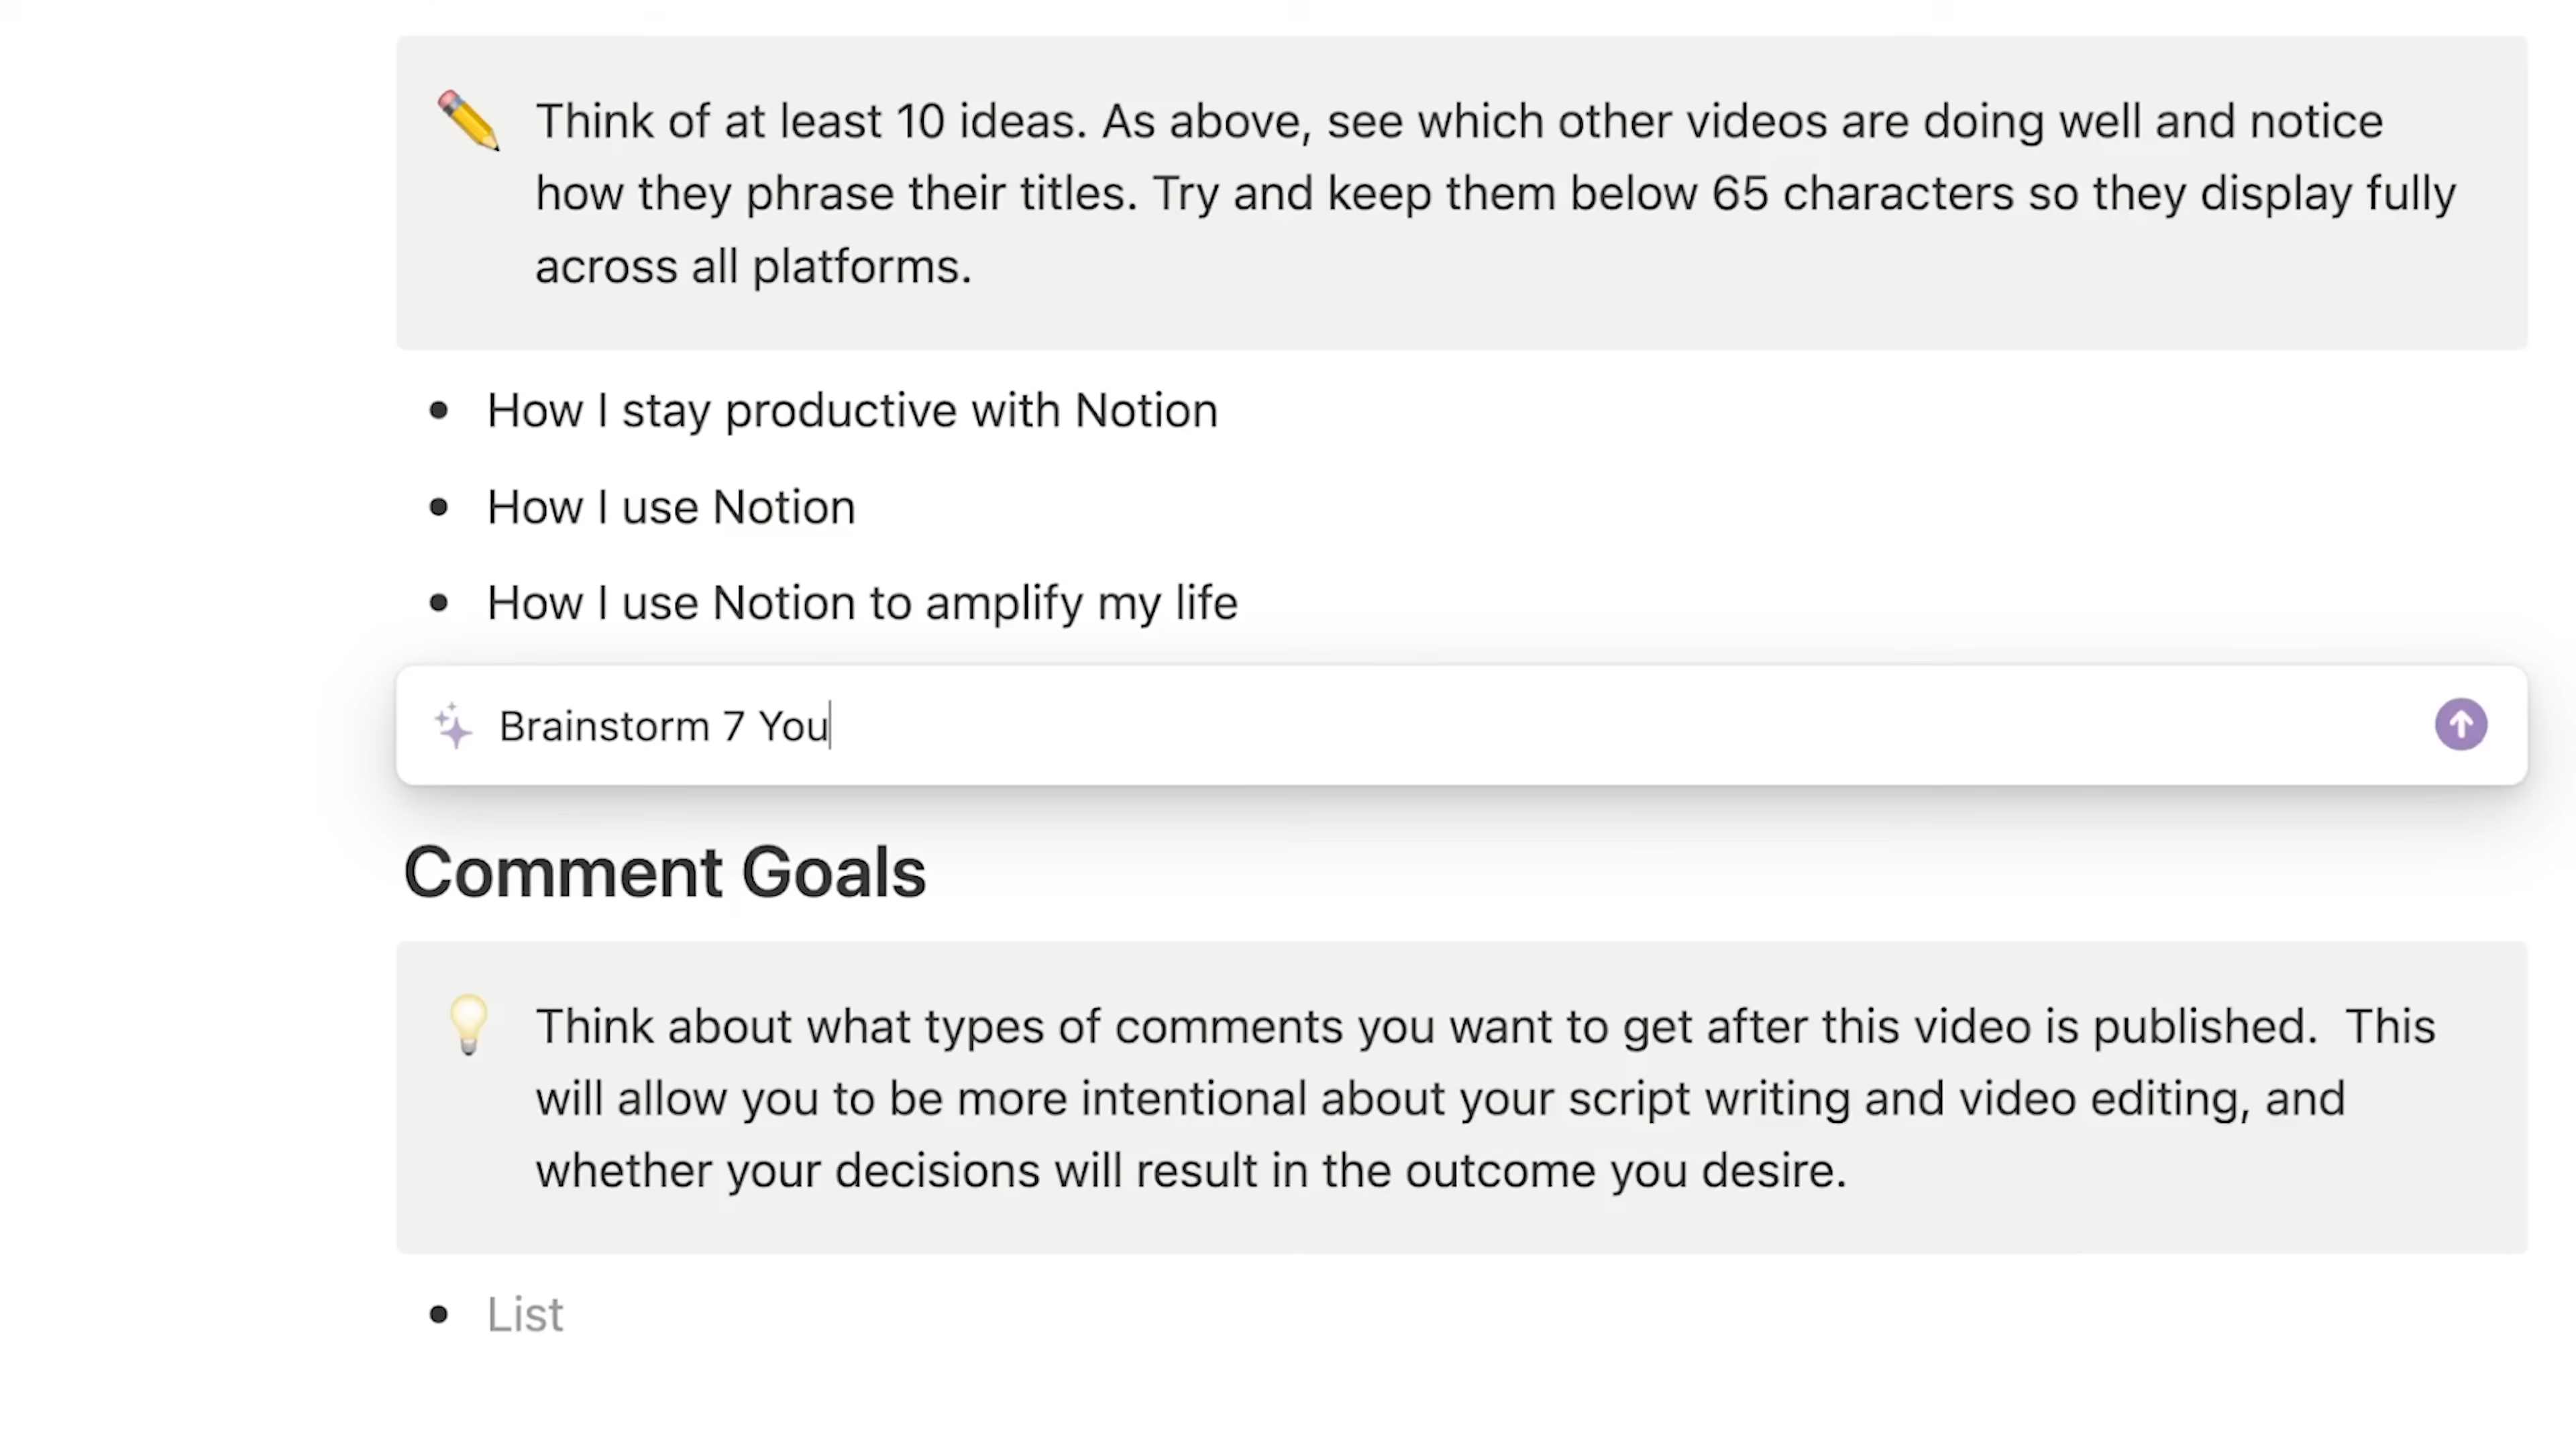 Think of at least 10 ideas. As above, see which other videos are doing well and notice
how they phrase their titles. Try and keep them below 65 characters so they display fully
across all platforms.
How I stay productive with Notion
How I use Notion
How I use Notion to amplify my life
Brainstorm 7 You
Comment Goals
Think about what types of comments you want to get after this video is published.  This
will allow you to be more intentional about your script writing and video editing, and
whether your decisions will result in the outcome you desire.
List